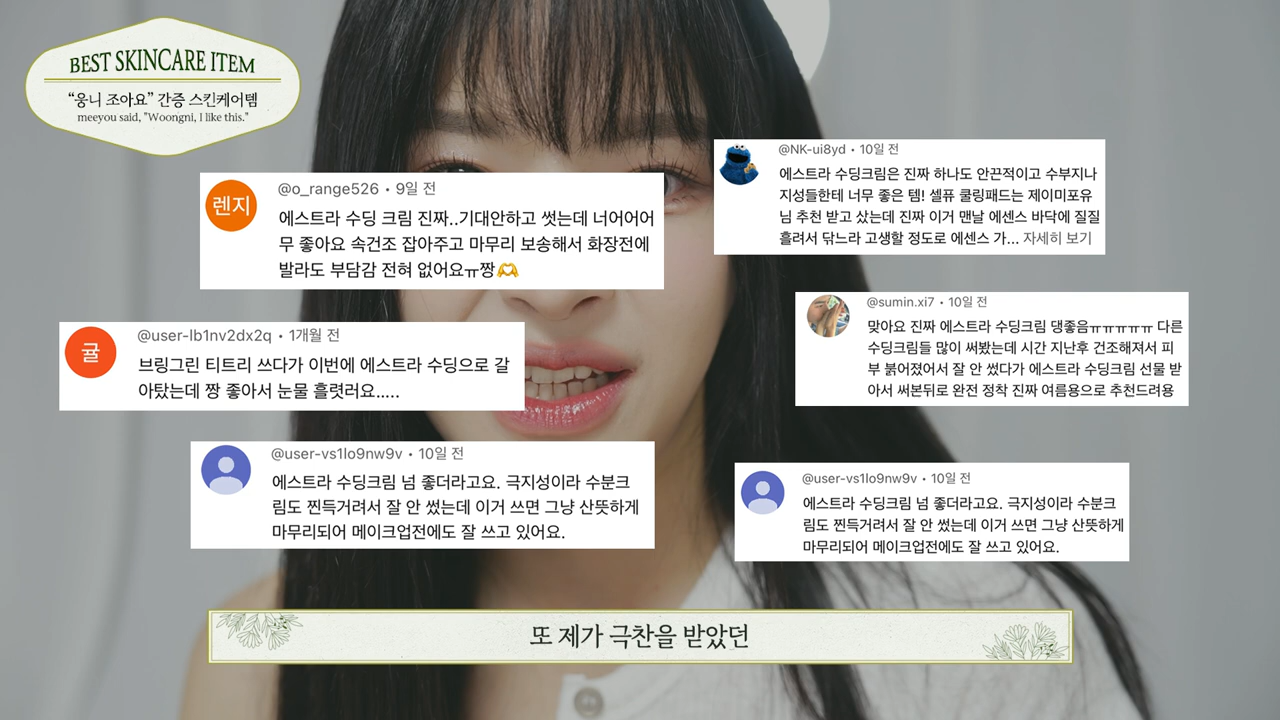 BEST SKINCARE ITEM
“웅니 조아요” 간증 스킨케어템
meeyou said, "Woongni, I like this."
렌지
@o_range526 • 9일 전
에스트라 수딩 크림 진짜..기대안하고 썻는데 너어어어
무 좋아요 속건조 잡아주고 마무리 보송해서 화장전에
발라도 부담감 전혀 없어요ㅠ짱🫶
@NK-ui8yd • 10일 전
에스트라 수딩크림은 진짜 하나도 안끈적이고 수부지나
지성들한테 너무 좋은 템! 셀퓨 쿨링패드는 제이미포유
님 추천 받고 샀는데 진짜 이거 맨날 에센스 바닥에 질질
흘려서 닦느라 고생할 정도로 에센스 가... 자세히 보기
귤
@user-lb1nv2dx2q • 1개월 전
브링그린 티트리 쓰다가 이번에 에스트라 수딩으로 갈
아탔는데 짱 좋아서 눈물 흘렷러요.....
@sumin.xi7 • 10일 전
맞아요 진짜 에스트라 수딩크림 댕좋음ㅠㅠㅠㅠㅠ 다른
수딩크림들 많이 써봤는데 시간 지난후 건조해져서 피
부 붉어졌어서 잘 안 썼다가 에스트라 수딩크림 선물 받
아서 써본뒤로 완전 정착 진짜 여름용으로 추천드려용
@user-vs1lo9nw9v • 10일 전
에스트라 수딩크림 넘 좋더라고요. 극지성이라 수분크
림도 찐득거려서 잘 안 썼는데 이거 쓰면 그냥 산뜻하게
마무리되어 메이크업전에도 잘 쓰고 있어요.
@user-vs1lo9nw9v • 10일 전
에스트라 수딩크림 넘 좋더라고요. 극지성이라 수분크
림도 찐득거려서 잘 안 썼는데 이거 쓰면 그냥 산뜻하게
마무리되어 메이크업전에도 잘 쓰고 있어요.
또 제가 극찬을 받았던